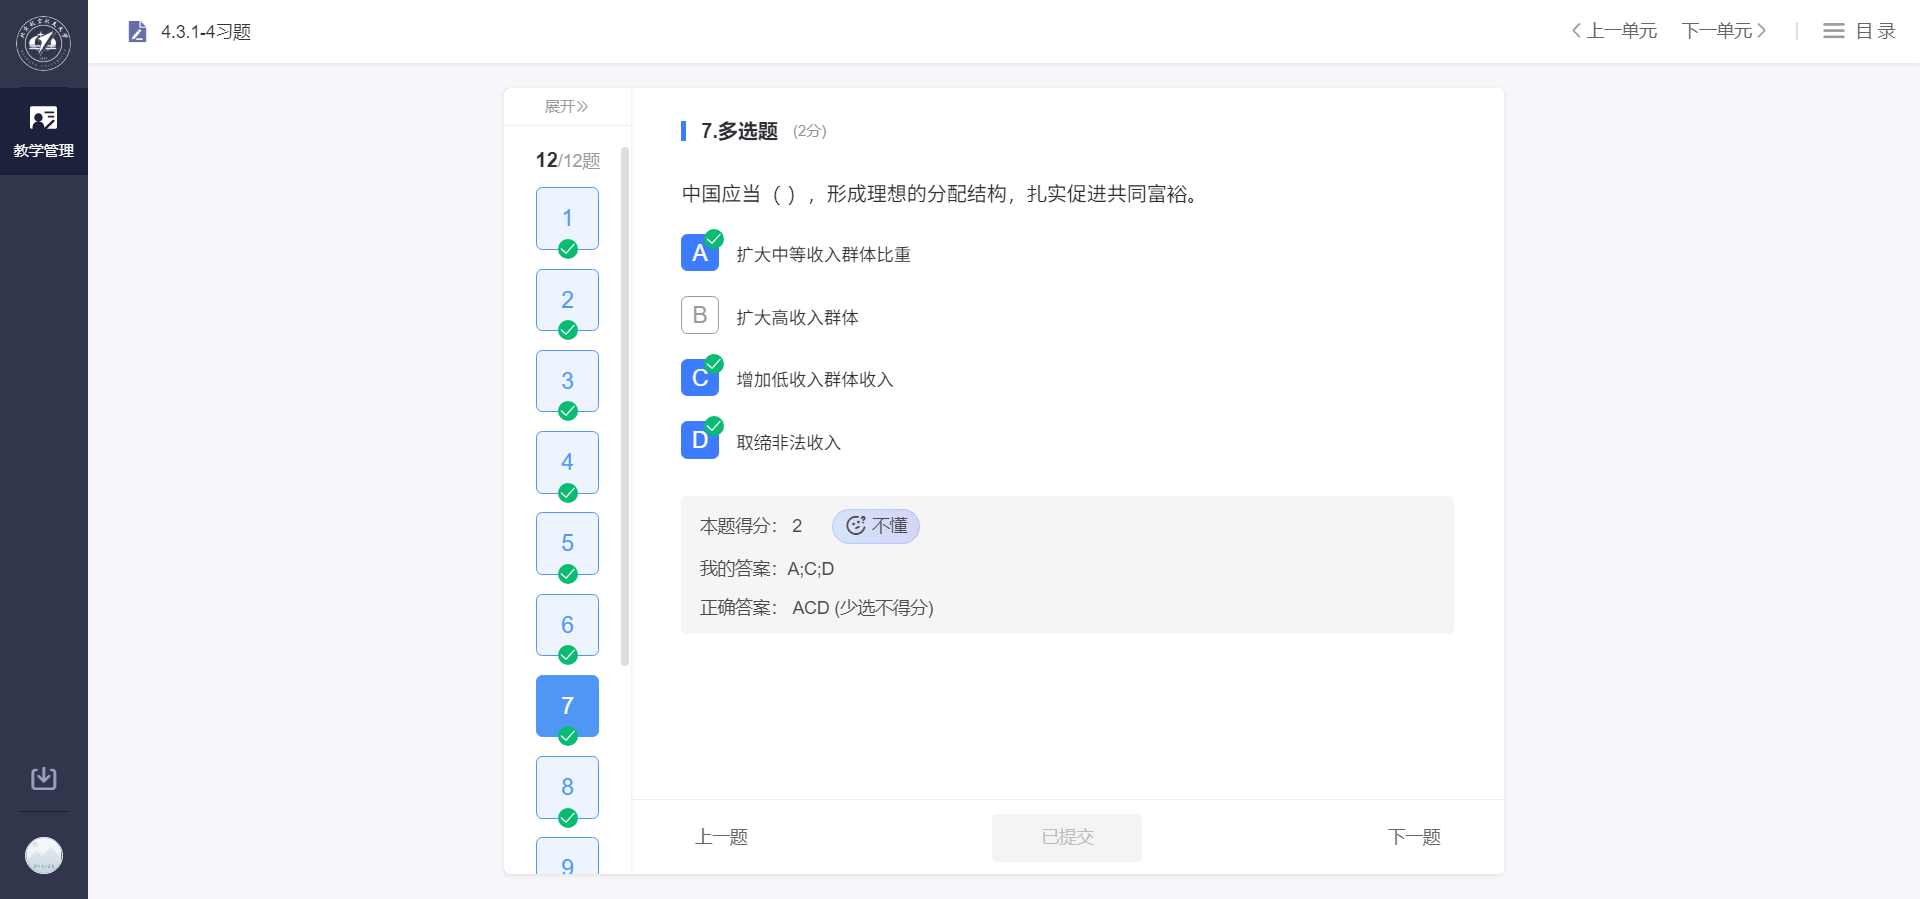 4.3.1-4习题
上一单元
下一单元
目录
教学管理
展开
12/12题
1
2
3
4
5
6
7
8
9
7.多选题 (2分)
中国应当（ ），形成理想的分配结构，扎实促进共同富裕。
A 扩大中等收入群体比重
B 扩大高收入群体
C 增加低收入群体收入
D 取缔非法收入
本题得分： 2 不懂
我的答案：A;C;D
正确答案： ACD (少选不得分)
上一题
已提交
下一题